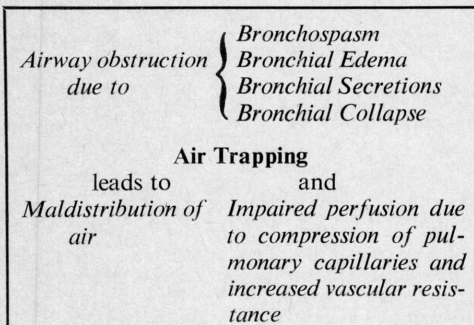 Airway obstruction due to { Bronchospasm
Bronchial Edema
Bronchial Secretions
Bronchial Collapse
Air Trapping
leads to and
Maldistribution of air
Impaired perfusion due
to compression of pul-
monary capillaries and
increased vascular resis-
tance